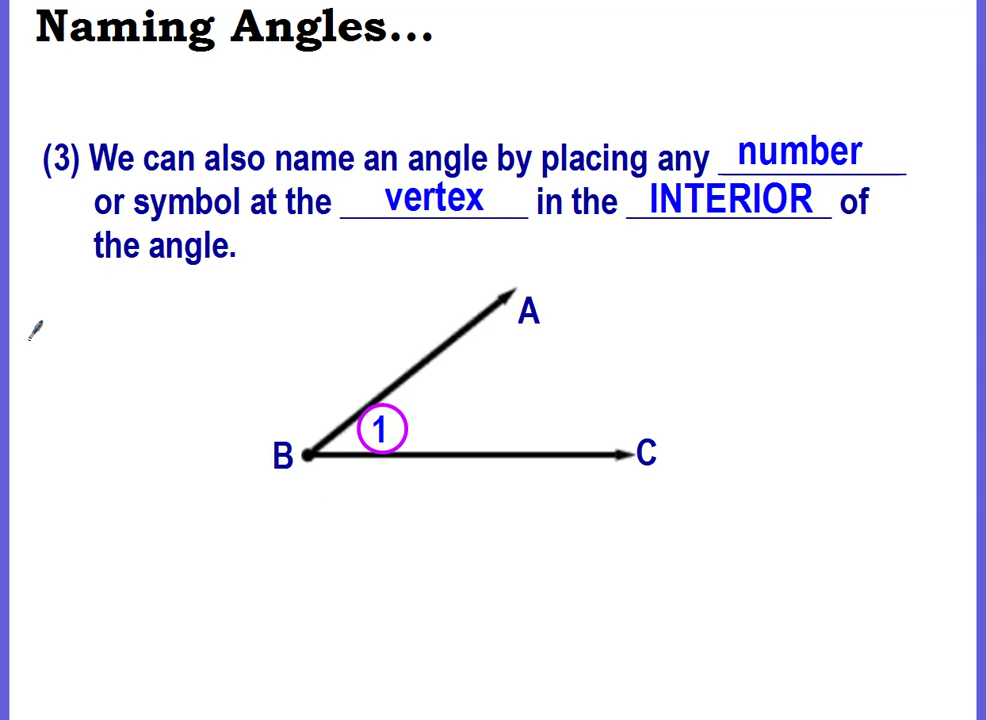 Naming Angles...
(3) We can also name an angle by placing any number
or symbol at the vertex in the INTERIOR of
the angle.
A
1
B
C